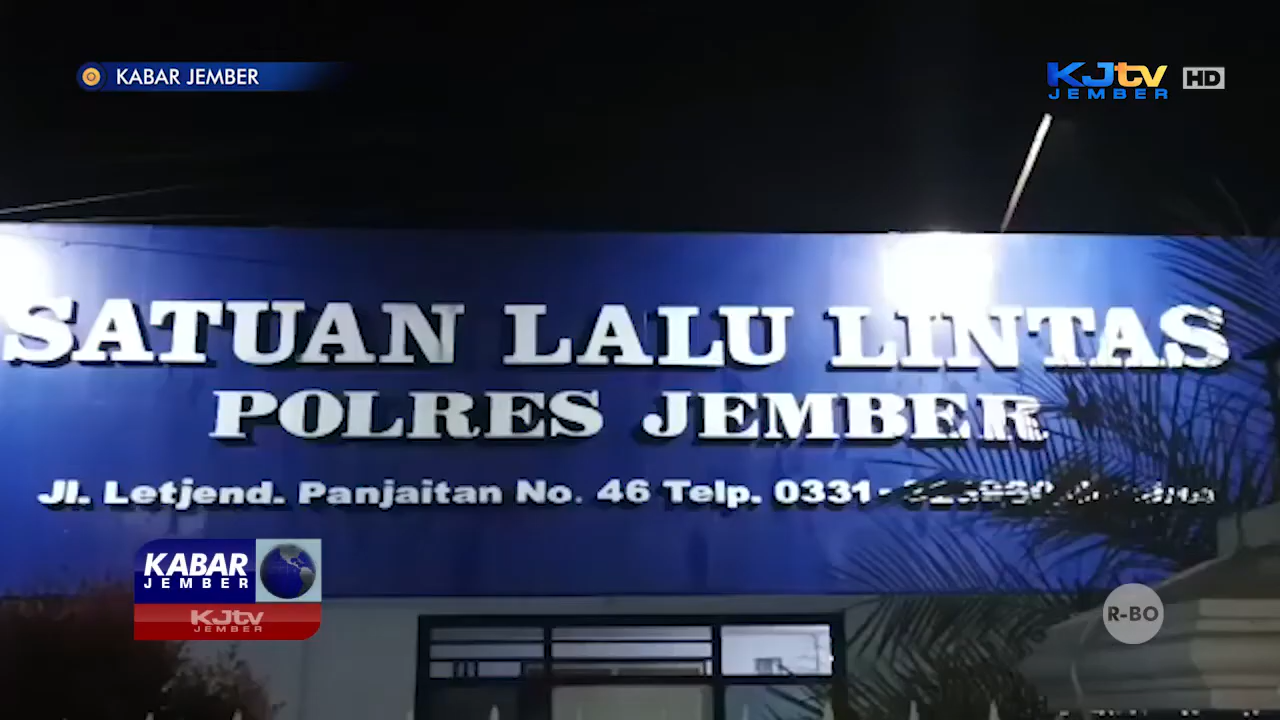 KABAR JEMBER
KJtv HD
JEMBER
SATUAN LALU LINTAS
POLRES JEMBER
Jl. Letjend. Panjaitan No. 46 Telp. 0331-
KABAR
JEMBER
KJtv
JEMBER
R-BO